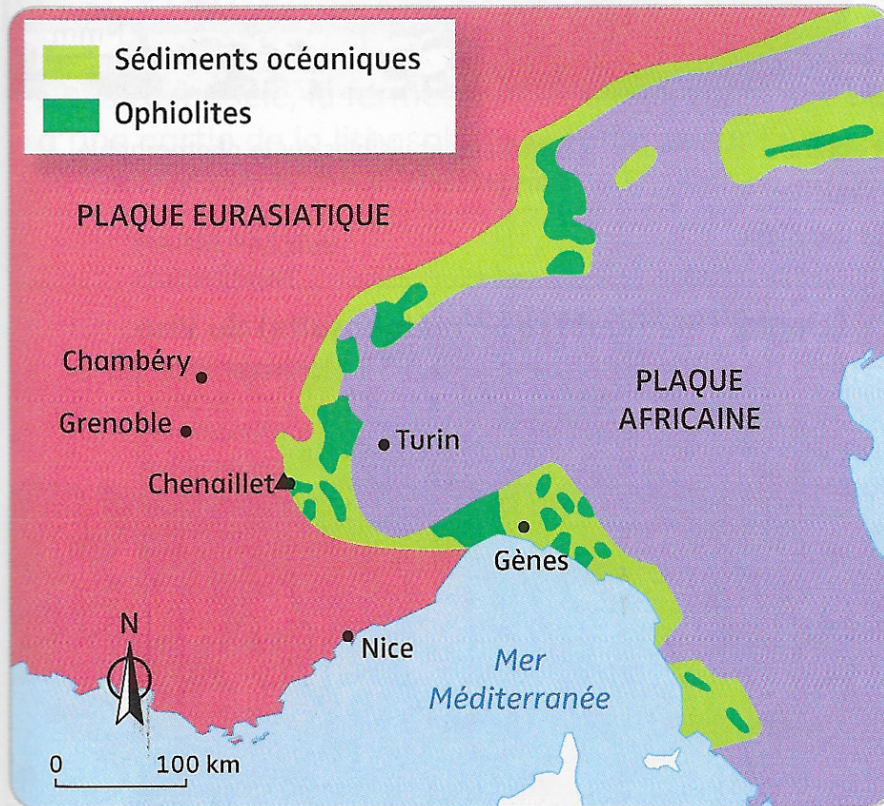 Sédiments océaniques
Ophiolites
PLAQUE EURASIATIQUE
Chambéry
Grenoble
Turin
PLAQUE
AFRICAINE
Chenaillet
Gènes
N
Nice
Mer
Méditerranée
0 100 km